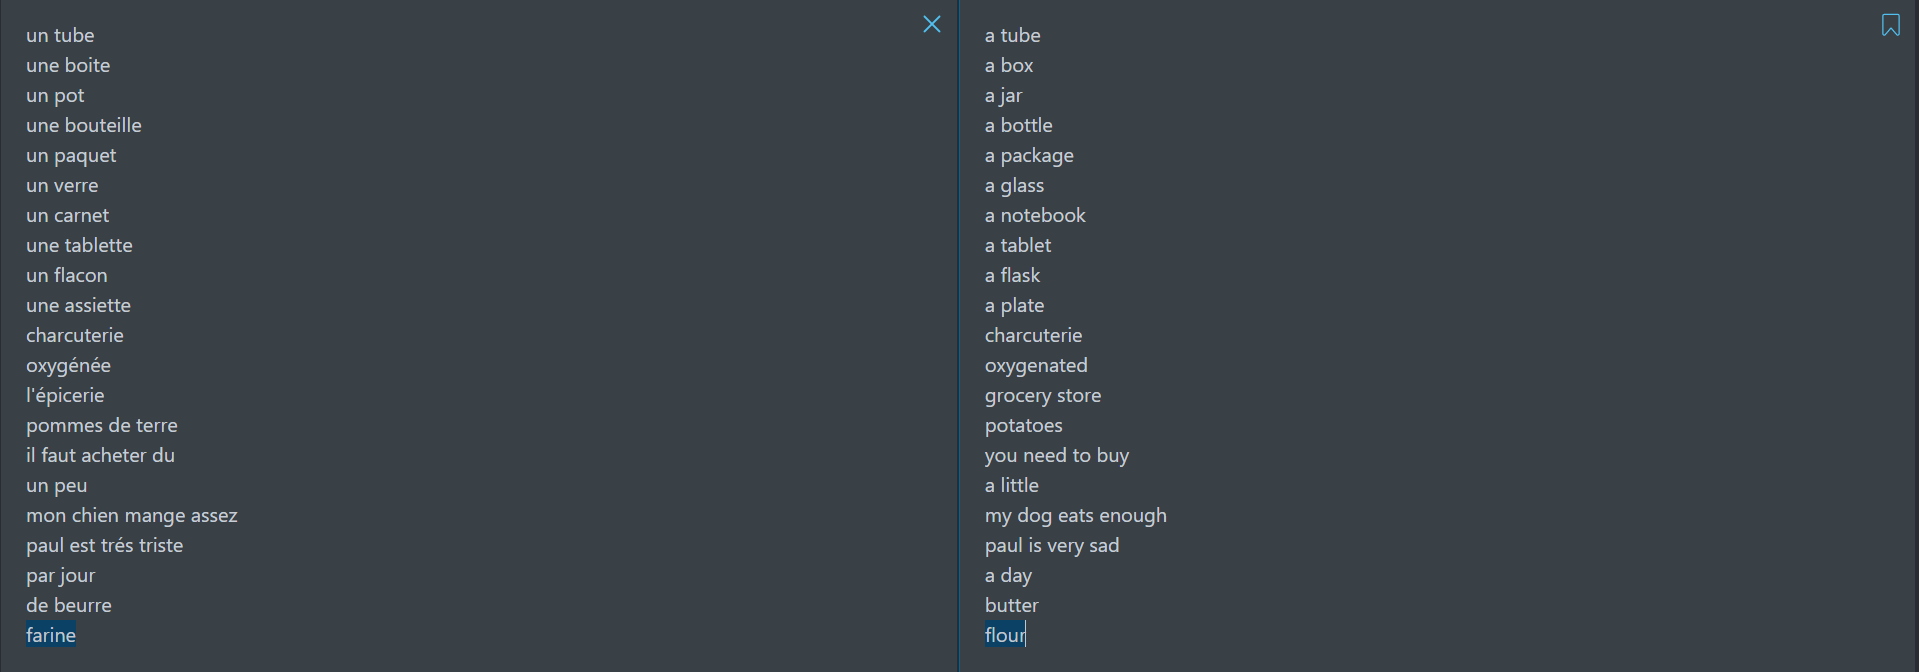 un tube
une boite
un pot
une bouteille
un paquet
un verre
un carnet
une tablette
un flacon
une assiette
charcuterie
oxygénée
l'épicerie
pommes de terre
il faut acheter du
un peu
mon chien mange assez
paul est trés triste
par jour
de beurre
farine
a tube
a box
a jar
a bottle
a package
a glass
a notebook
a tablet
a flask
a plate
charcuterie
oxygenated
grocery store
potatoes
you need to buy
a little
my dog eats enough
paul is very sad
a day
butter
flour